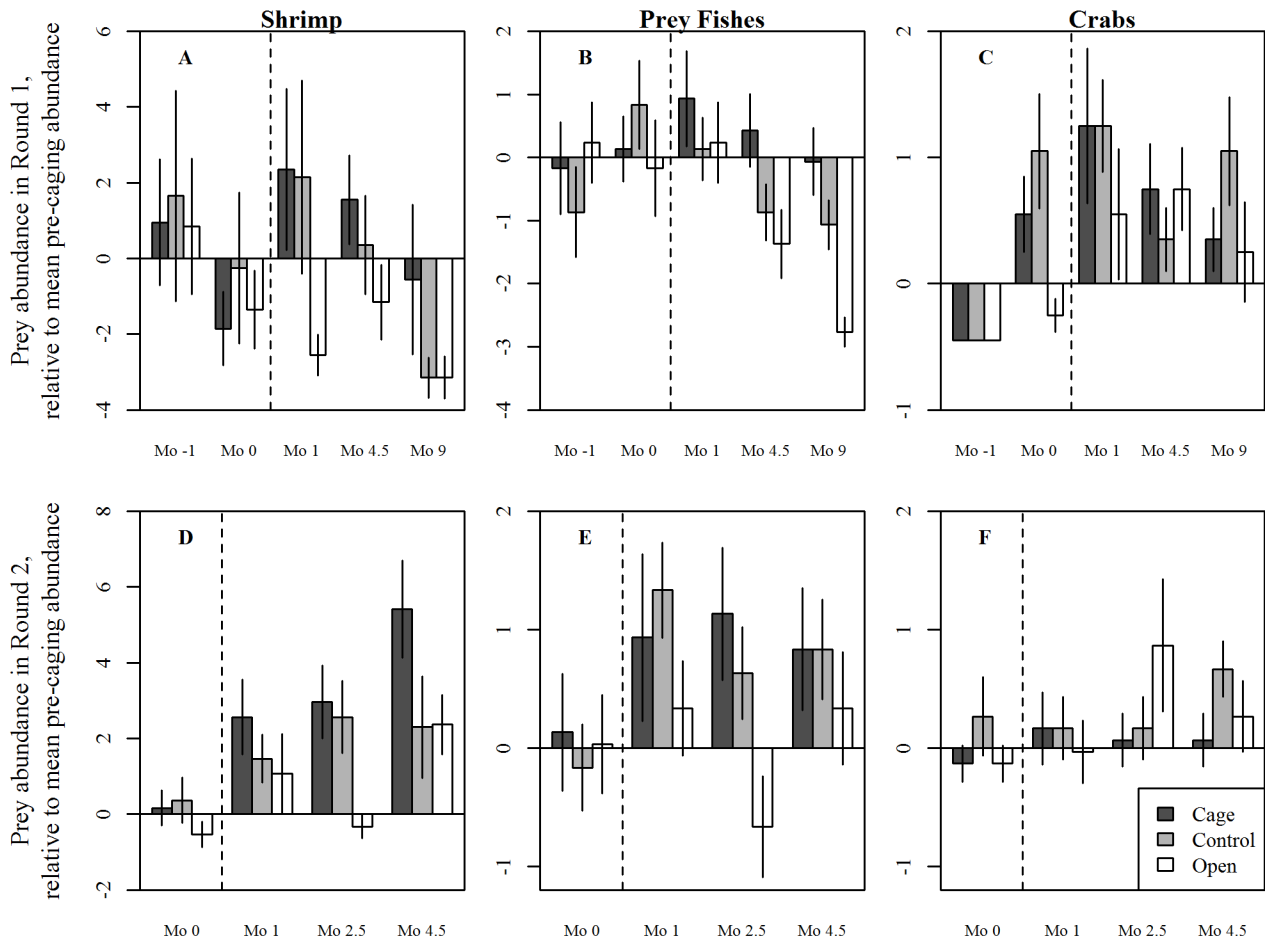 Shrimp
Prey Fishes
Crabs
Prey abundance in Round 1,
relative to mean pre-caging abundance
A
6
4
2
0
-2
-4
Mo -1 Mo 0 Mo 1 Mo 4.5 Mo 9
B
2
1
0
-1
-2
-3
-4
Mo -1 Mo 0 Mo 1 Mo 4.5 Mo 9
C
2
1
0
-1
Mo -1 Mo 0 Mo 1 Mo 4.5 Mo 9
Prey abundance in Round 2,
relative to mean pre-caging abundance
D
8
6
4
2
0
-2
Mo 0 Mo 1 Mo 2.5 Mo 4.5
E
2
1
0
-1
Mo 0 Mo 1 Mo 2.5 Mo 4.5
F
2
1
0
-1
Cage
Control
Open
Mo 0 Mo 1 Mo 2.5 Mo 4.5